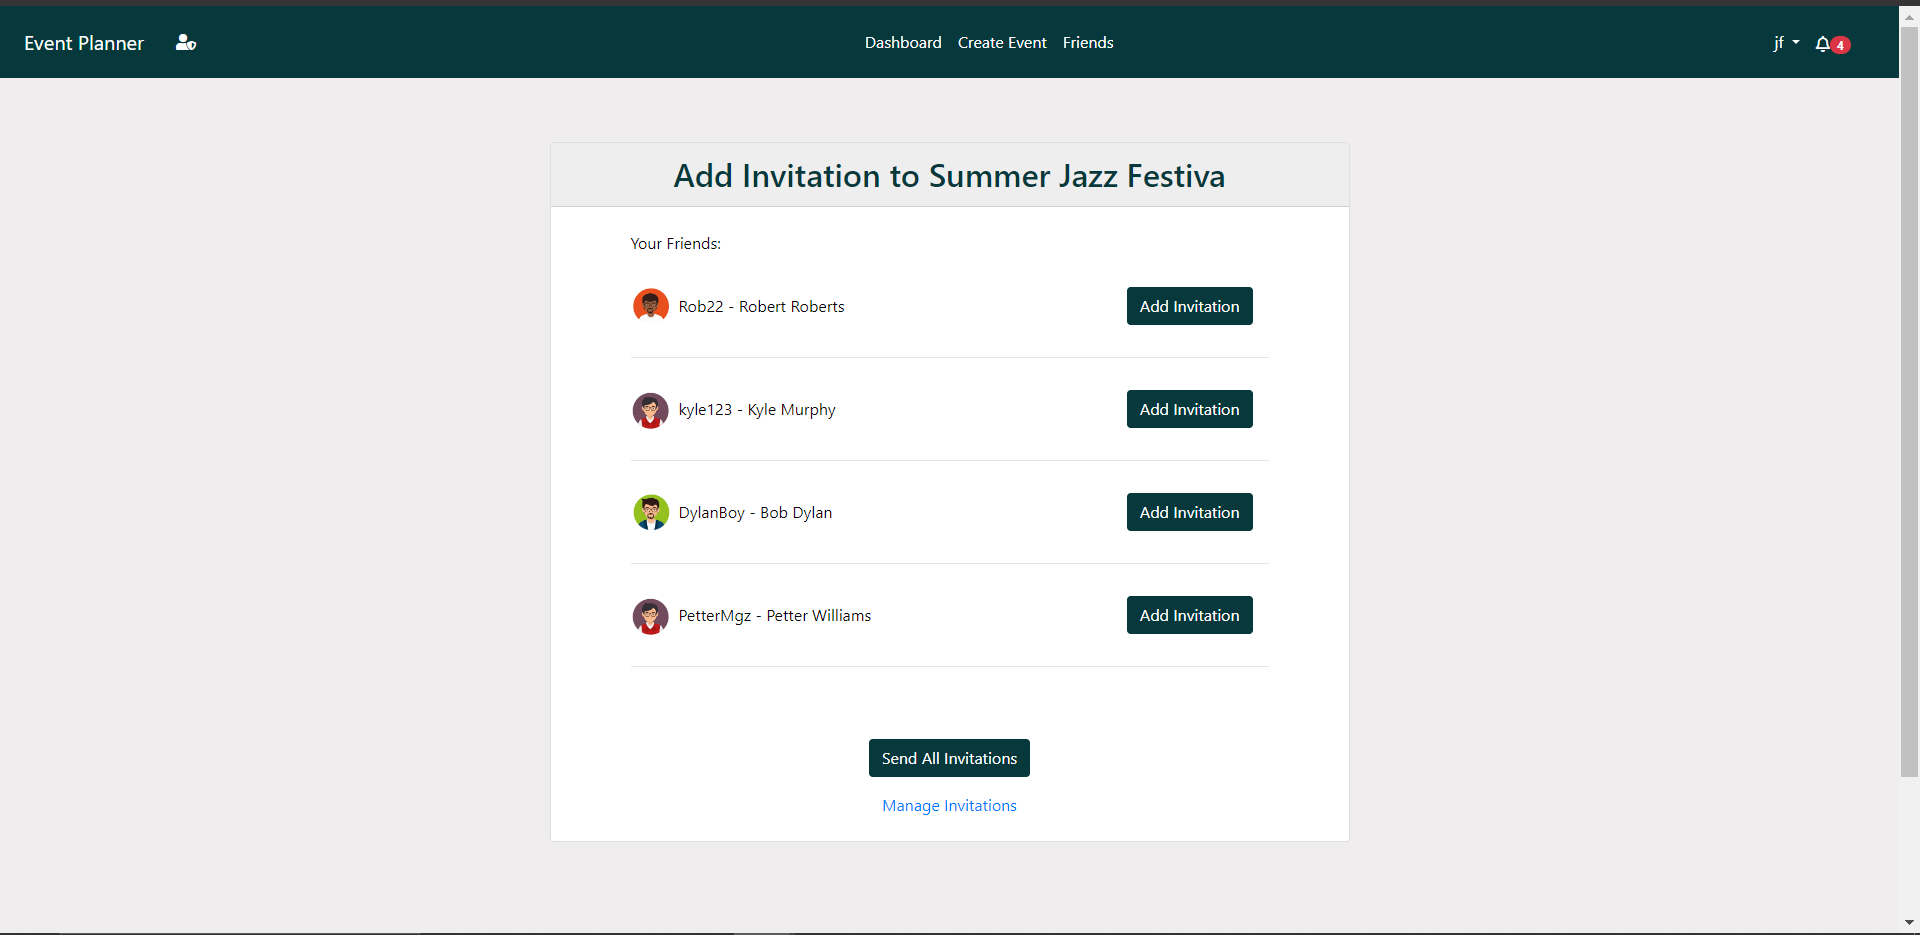 Event Planner
Dashboard Create Event Friends
jf 4
Add Invitation to Summer Jazz Festiva
Your Friends:
Rob22 - Robert Roberts Add Invitation
kyle123 - Kyle Murphy Add Invitation
DylanBoy - Bob Dylan Add Invitation
PetterMgz - Petter Williams Add Invitation
Send All Invitations
Manage Invitations